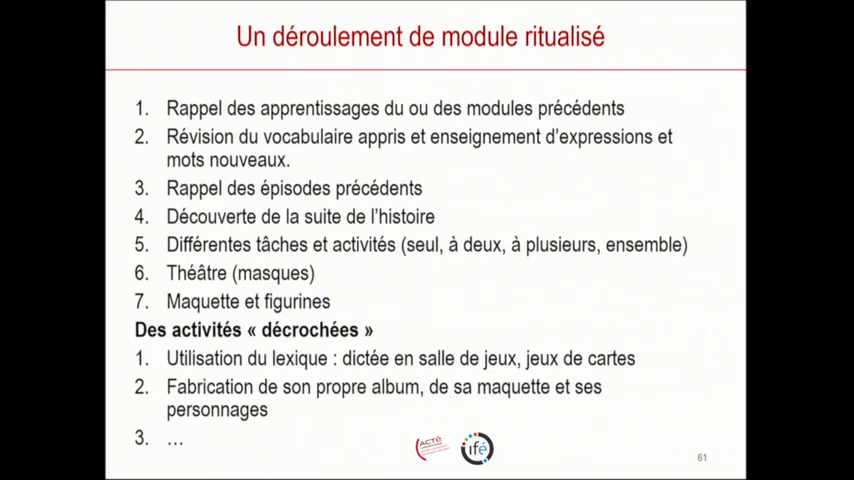 Un déroulement de module ritualisé
1. Rappel des apprentissages du ou des modules précédents
2. Révision du vocabulaire appris et enseignement d'expressions et
mots nouveaux.
3. Rappel des épisodes précédents
4. Découverte de la suite de l'histoire
5. Différentes tâches et activités (seul, à deux, à plusieurs, ensemble)
6. Théâtre (masques)
7. Maquette et figurines
Des activités « décrochées »
1. Utilisation du lexique : dictée en salle de jeux, jeux de cartes
2. Fabrication de son propre album, de sa maquette et ses
personnages
3. ...
ACTé
ifé
61